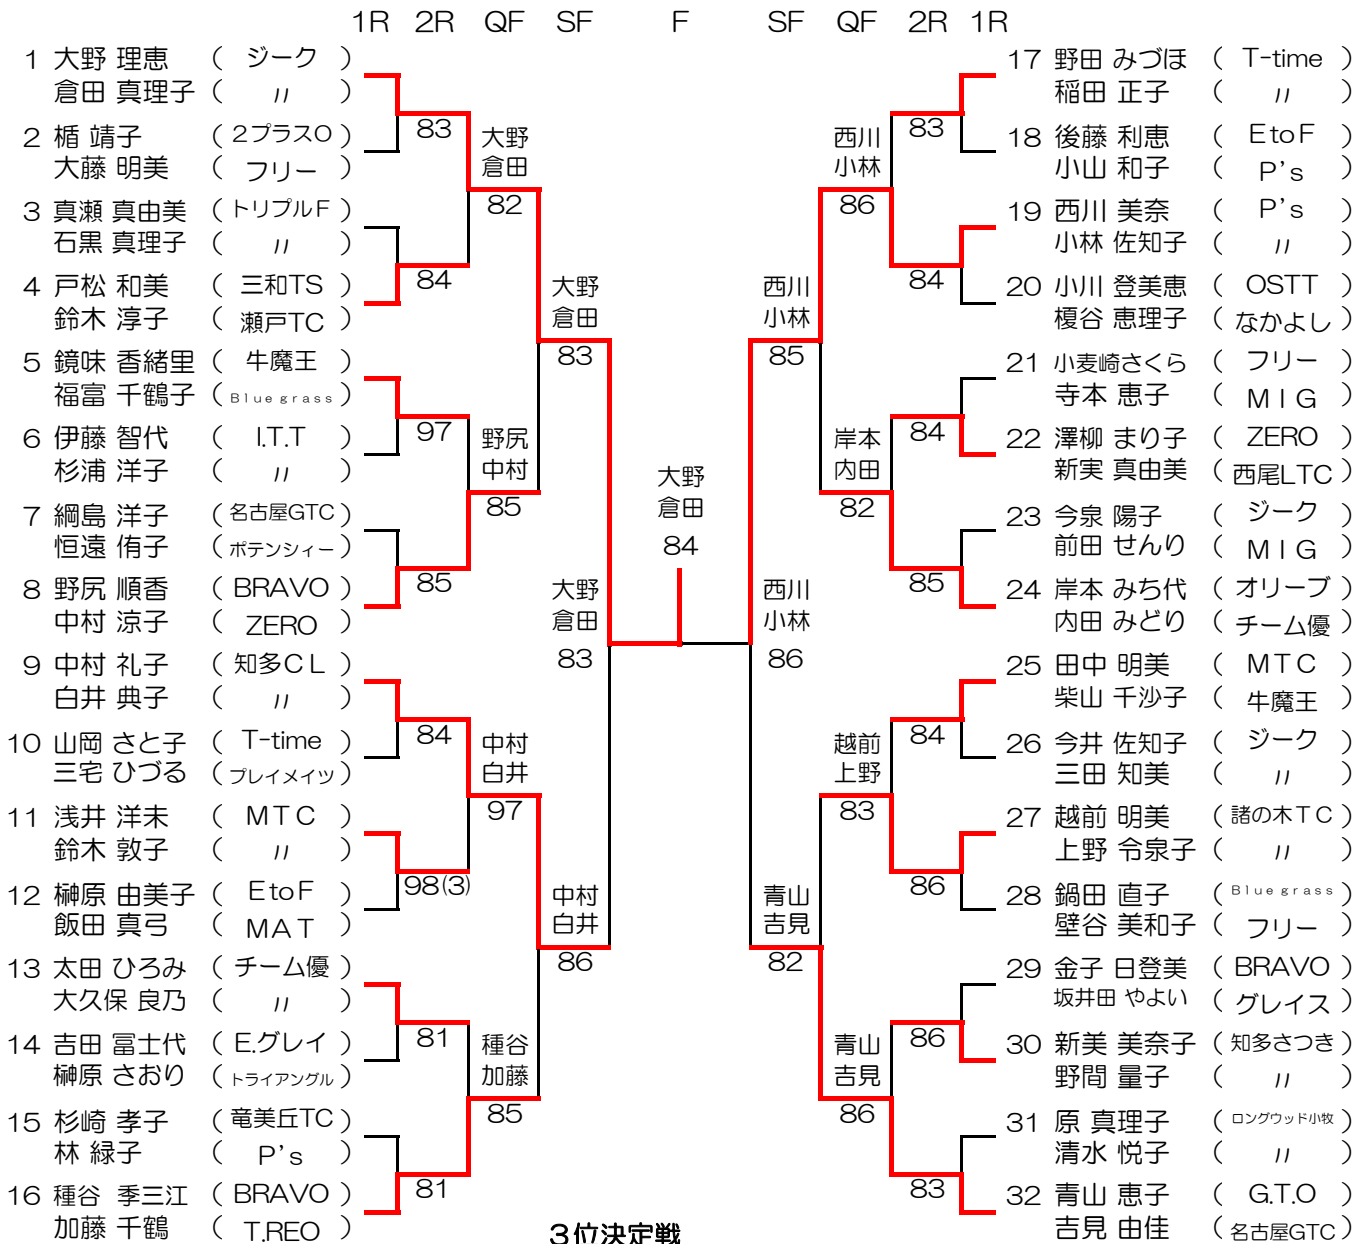 1R 2R QF SF F SF QF 2R 1R
1 大野 理恵 ( ジーク )
倉田 真理子 ( 〃 )
2 楯 靖子 ( 2プラスO )
大藤 明美 ( フリー )
3 真瀬 真由美 ( トリプルF )
石黒 真理子 ( 〃 )
4 戸松 和美 ( 三和TS )
鈴木 淳子 ( 瀬戸TC )
5 鏡味 香緒里 ( 牛魔王 )
福富 千鶴子 ( Blue grass )
6 伊藤 智代 ( I.T.T )
杉浦 洋子 ( 〃 )
7 綱島 洋子 ( 名古屋GTC )
恒遠 侑子 ( ポテンシィー )
8 野尻 順香 ( BRAVO )
中村 涼子 ( ZERO )
9 中村 礼子 ( 知多CL )
白井 典子 ( 〃 )
10 山岡 さと子 ( T-time )
三宅 ひづる ( プレイメイツ )
11 浅井 洋未 ( MTC )
鈴木 敦子 ( 〃 )
12 榊原 由美子 ( EtoF )
飯田 真弓 ( MAT )
13 太田 ひろみ ( チーム優 )
大久保 良乃 ( 〃 )
14 吉田 冨士代 ( E.グレイ )
榊原 さおり ( トライアングル )
15 杉崎 孝子 ( 竜美丘TC )
林 緑子 ( P's )
16 種谷 季三江 ( BRAVO )
加藤 千鶴 ( T.REO )
83
84
97
85
84
98(3)
81
81
大野
倉田
82
野尻
中村
85
中村
白井
97
種谷
加藤
85
大野
倉田
83
中村
白井
86
大野
倉田
83
大野
倉田
84
西川
小林
86
西川
小林
85
青山
吉見
82
西川
小林
86
岸本
内田
82
越前
上野
83
青山
吉見
86
83
84
84
85
84
86
86
83
17 野田 みづほ ( T-time )
稲田 正子 ( 〃 )
18 後藤 利恵 ( EtoF )
小山 和子 ( P's )
19 西川 美奈 ( P's )
小林 佐知子 ( 〃 )
20 小川 登美恵 ( OSTT )
榎谷 恵理子 ( なかよし )
21 小麦崎さくら ( フリー )
寺本 恵子 ( MIG )
22 澤柳 まり子 ( ZERO )
新実 真由美 ( 西尾LTC )
23 今泉 陽子 ( ジーク )
前田 せんり ( MIG )
24 岸本 みち代 ( オリーブ )
内田 みどり ( チーム優 )
25 田中 明美 ( MTC )
柴山 千沙子 ( 牛魔王 )
26 今井 佐知子 ( ジーク )
三田 知美 ( 〃 )
27 越前 明美 ( 諸の木TC )
上野 令泉子 ( 〃 )
28 鍋田 直子 ( Blue grass )
壁谷 美和子 ( フリー )
29 金子 日登美 ( BRAVO )
坂井田 やよい ( グレイス )
30 新美 美奈子 ( 知多さつき )
野間 量子 ( 〃 )
31 原 真理子 ( ロングウッド小牧 )
清水 悦子 ( 〃 )
32 青山 恵子 ( G.T.O )
吉見 由佳 ( 名古屋GTC )
3位決定戦